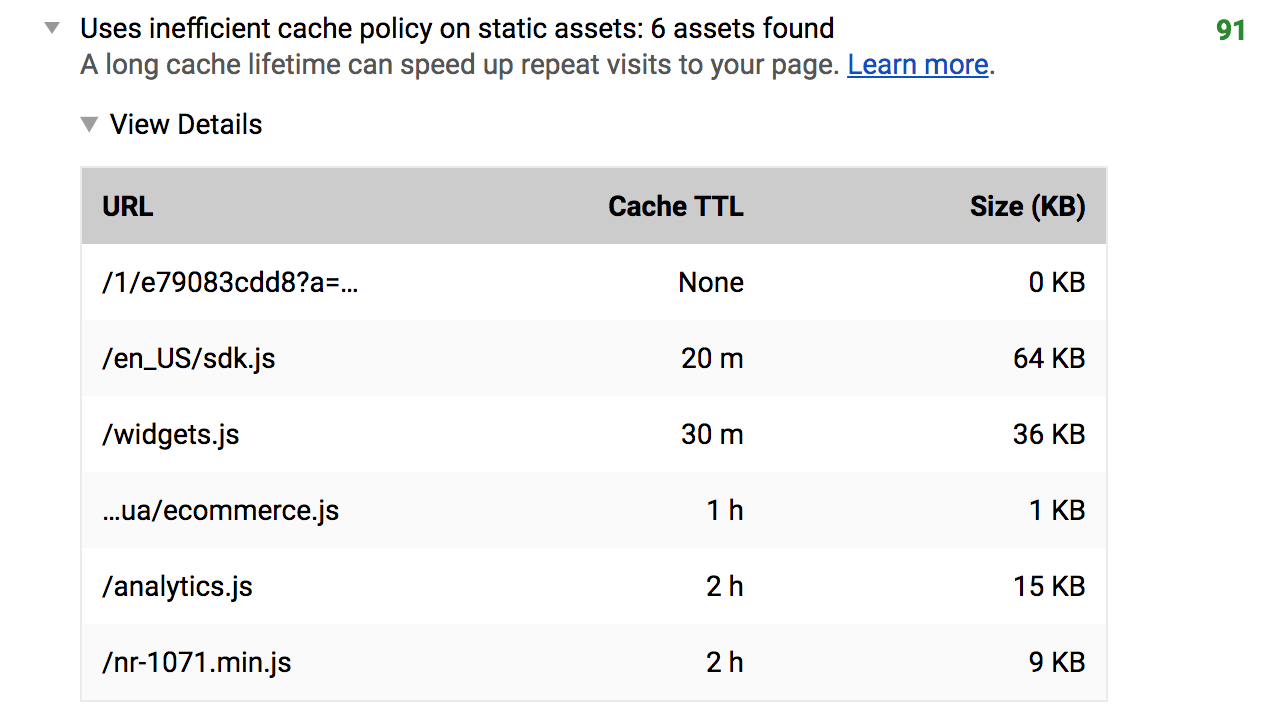 Uses inefficient cache policy on static assets: 6 assets found 91
A long cache lifetime can speed up repeat visits to your page. Learn more.
View Details
URL Cache TTL Size (KB)
/1/e79083cdd8?a=… None 0 KB
/en_US/sdk.js 20 m 64 KB
/widgets.js 30 m 36 KB
…ua/ecommerce.js 1 h 1 KB
/analytics.js 2 h 15 KB
/nr-1071.min.js 2 h 9 KB